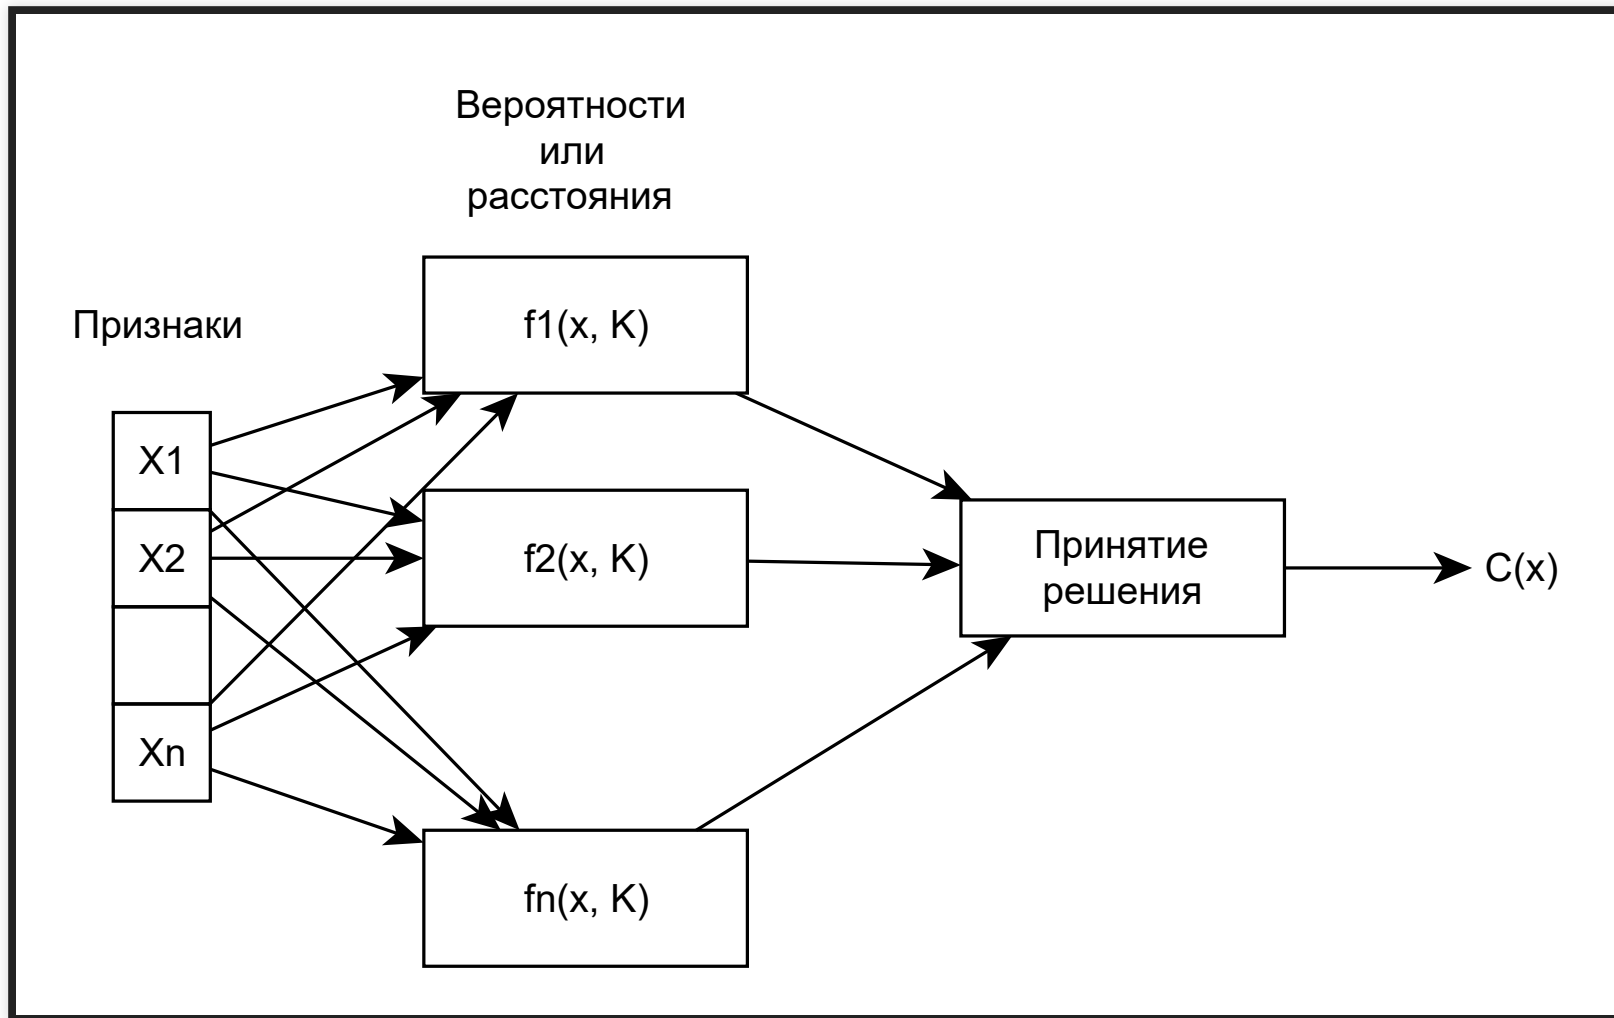 Вероятности
или
расстояния
Признаки
f1(x, K)
X1
X2
Xn
f2(x, K)
fn(x, K)
Принятие
решения
C(x)